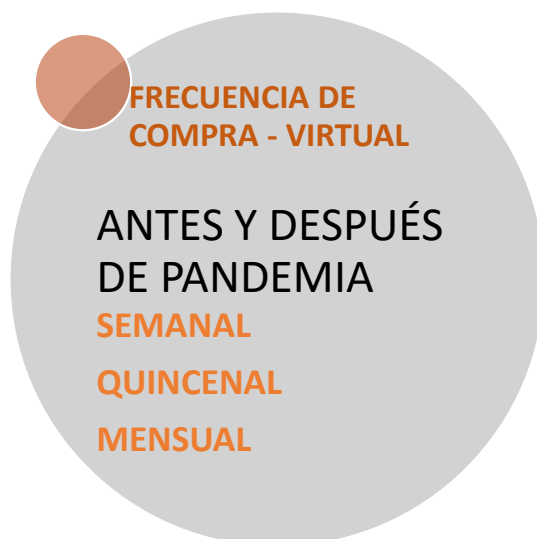 FRECUENCIA DE
COMPRA - VIRTUAL
ANTES Y DESPUÉS
DE PANDEMIA
SEMANAL
QUINCENAL
MENSUAL